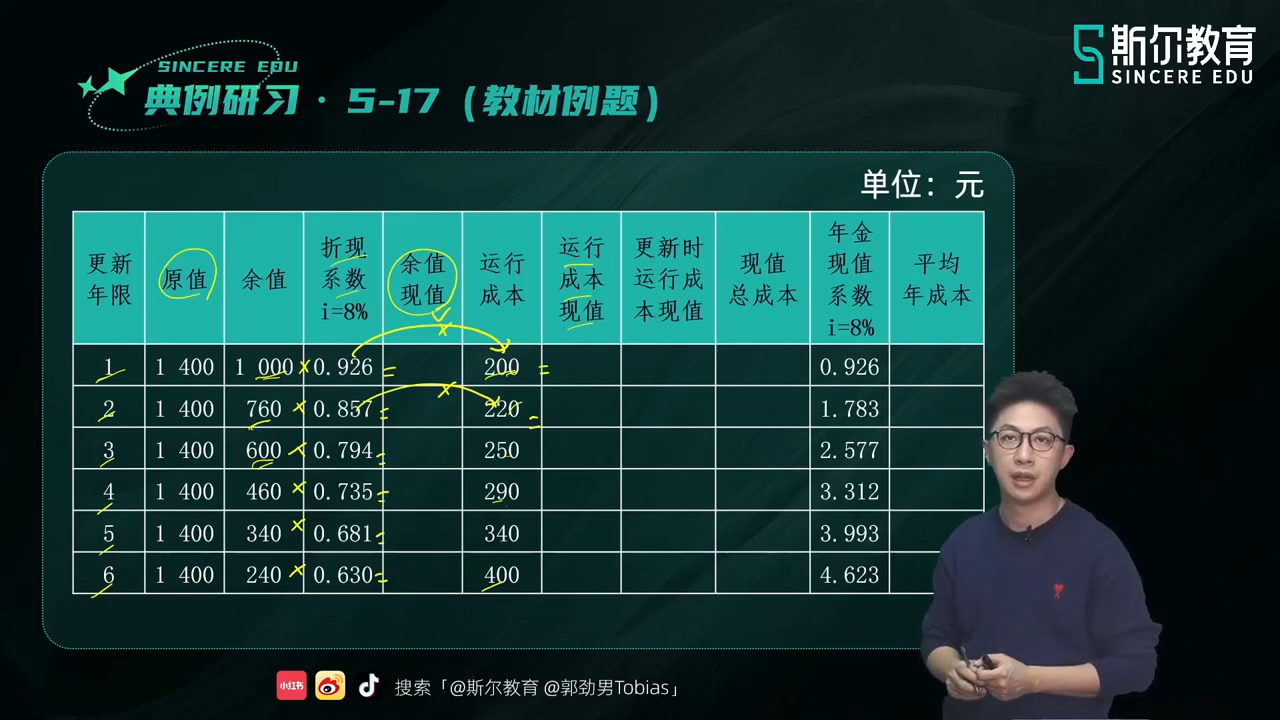 斯尔教育
SINCERE EDU
SINCERE EDU
典例研习 · 5-17（教材例题）
单位：元
更新年限 原值 余值 折现系数i=8% 余值现值 运行成本 运行成本现值 更新时运行成本现值 现值总成本 年金现值系数i=8% 平均年成本
1 1 400 1 000 × 0.926 = 200 = 0.926
2 1 400 760 × 0.857 = 220 = 1.783
3 1 400 600 × 0.794 = 250 2.577
4 1 400 460 × 0.735 = 290 3.312
5 1 400 340 × 0.681 = 340 3.993
6 1 400 240 × 0.630 = 400 4.623
× ×
小红书
搜索「@斯尔教育 @郭劲男Tobias」